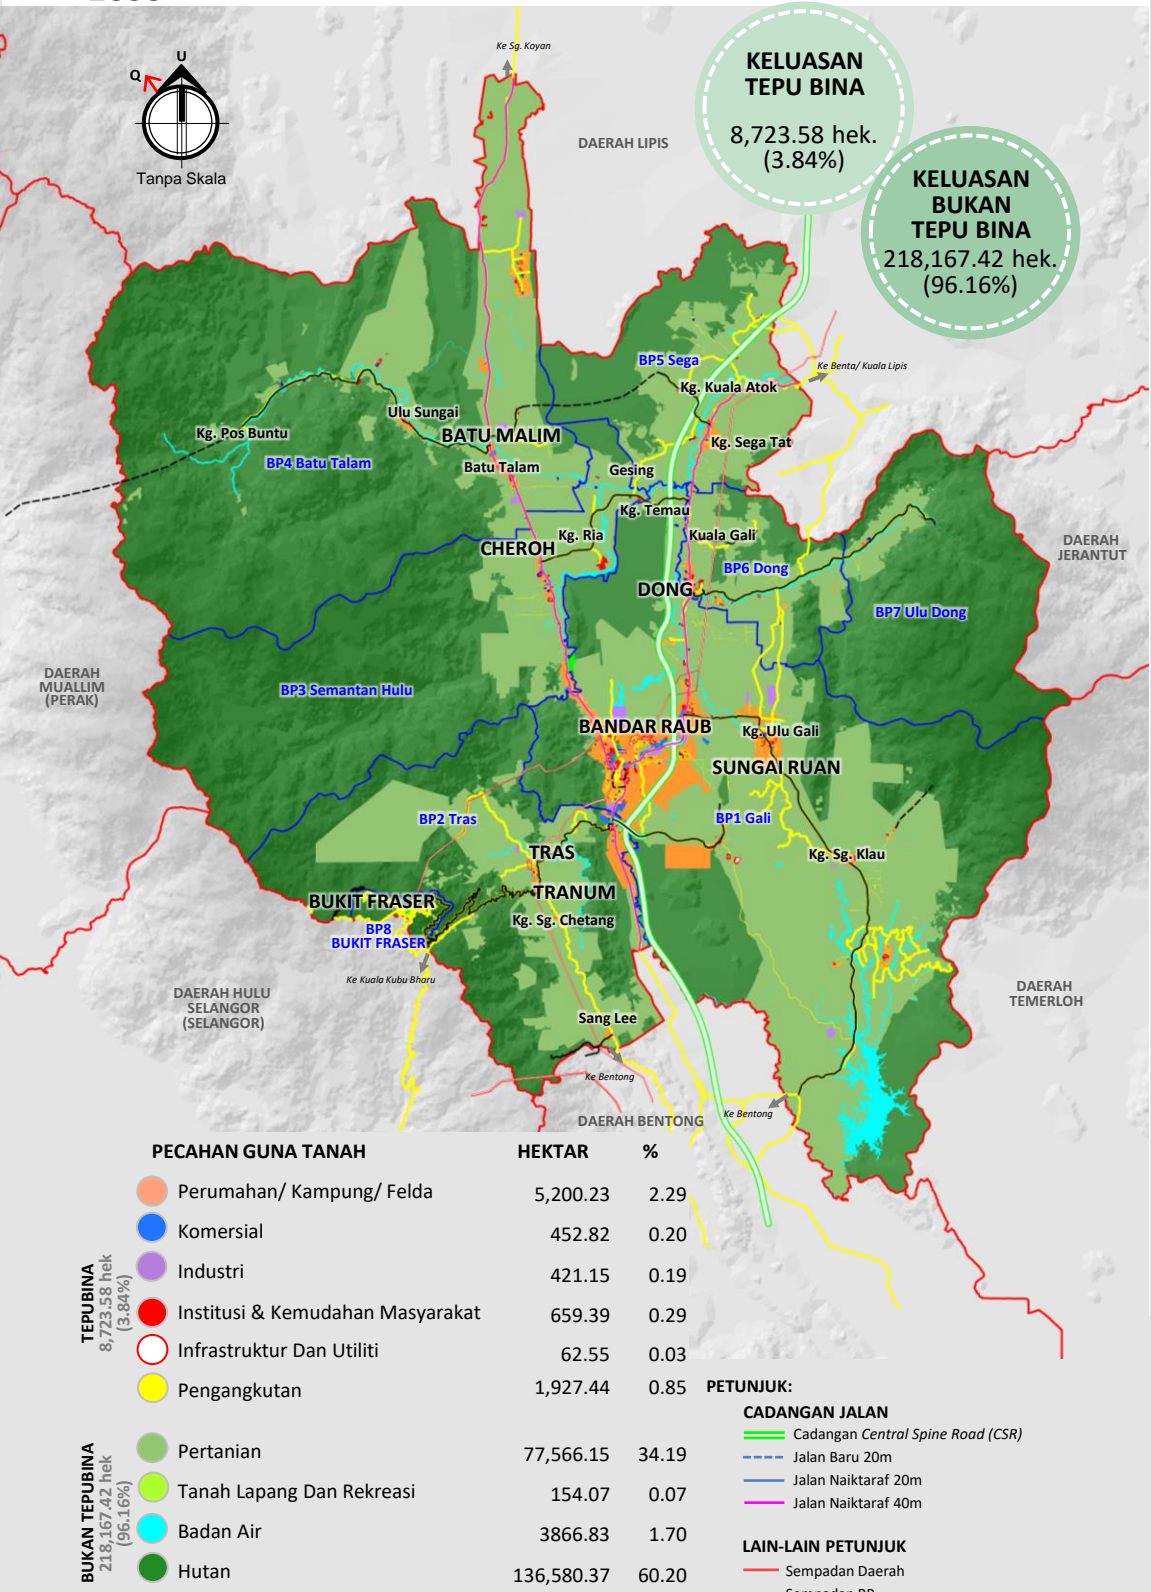 Ke Sg. Koyan
U
Q
Tanpa Skala
KELUASAN
TEPU BINA
8,723.58 hek.
(3.84%)
KELUASAN
BUKAN
TEPU BINA
218,167.42 hek.
(96.16%)
DAERAH LIPIS
BP5 Sega
Ke Benta/ Kuala Lipis
Kg. Kuala Atok
Ulu Sungai
Kg. Pos Buntu
BATU MALIM
Kg. Sega Tat
BP4 Batu Talam
Batu Talam
Gesing
Kg. Temau
Kg. Ria
Kuala Gali
CHEROH
DAERAH
JERANTUT
BP6 Dong
DONG
BP7 Ulu Dong
DAERAH
MUALLIM
(PERAK)
BP3 Semantan Hulu
BANDAR RAUB
Kg. Ulu Gali
SUNGAI RUAN
BP2 Tras
BP1 Gali
TRAS
Kg. Sg. Klau
TRANUM
BUKIT FRASER
Kg. Sg. Chetang
BP8
BUKIT FRASER
Ke Kuala Kubu Bharu
DAERAH HULU
SELANGOR
(SELANGOR)
DAERAH
TEMERLOH
Sang Lee
Ke Bentong
DAERAH BENTONG
Ke Bentong
PECAHAN GUNA TANAH HEKTAR %
TEPUBINA
8,723.58 hek
(3.84%)
Perumahan/ Kampung/ Felda 5,200.23 2.29
Komersial 452.82 0.20
Industri 421.15 0.19
Institusi & Kemudahan Masyarakat 659.39 0.29
Infrastruktur Dan Utiliti 62.55 0.03
Pengangkutan 1,927.44 0.85
BUKAN TEPUBINA
218,167.42 hek
(96.16%)
Pertanian 77,566.15 34.19
Tanah Lapang Dan Rekreasi 154.07 0.07
Badan Air 3866.83 1.70
Hutan 136,580.37 60.20
PETUNJUK:
CADANGAN JALAN
Cadangan Central Spine Road (CSR)
Jalan Baru 20m
Jalan Naiktaraf 20m
Jalan Naiktaraf 40m
LAIN-LAIN PETUNJUK
Sempadan Daerah